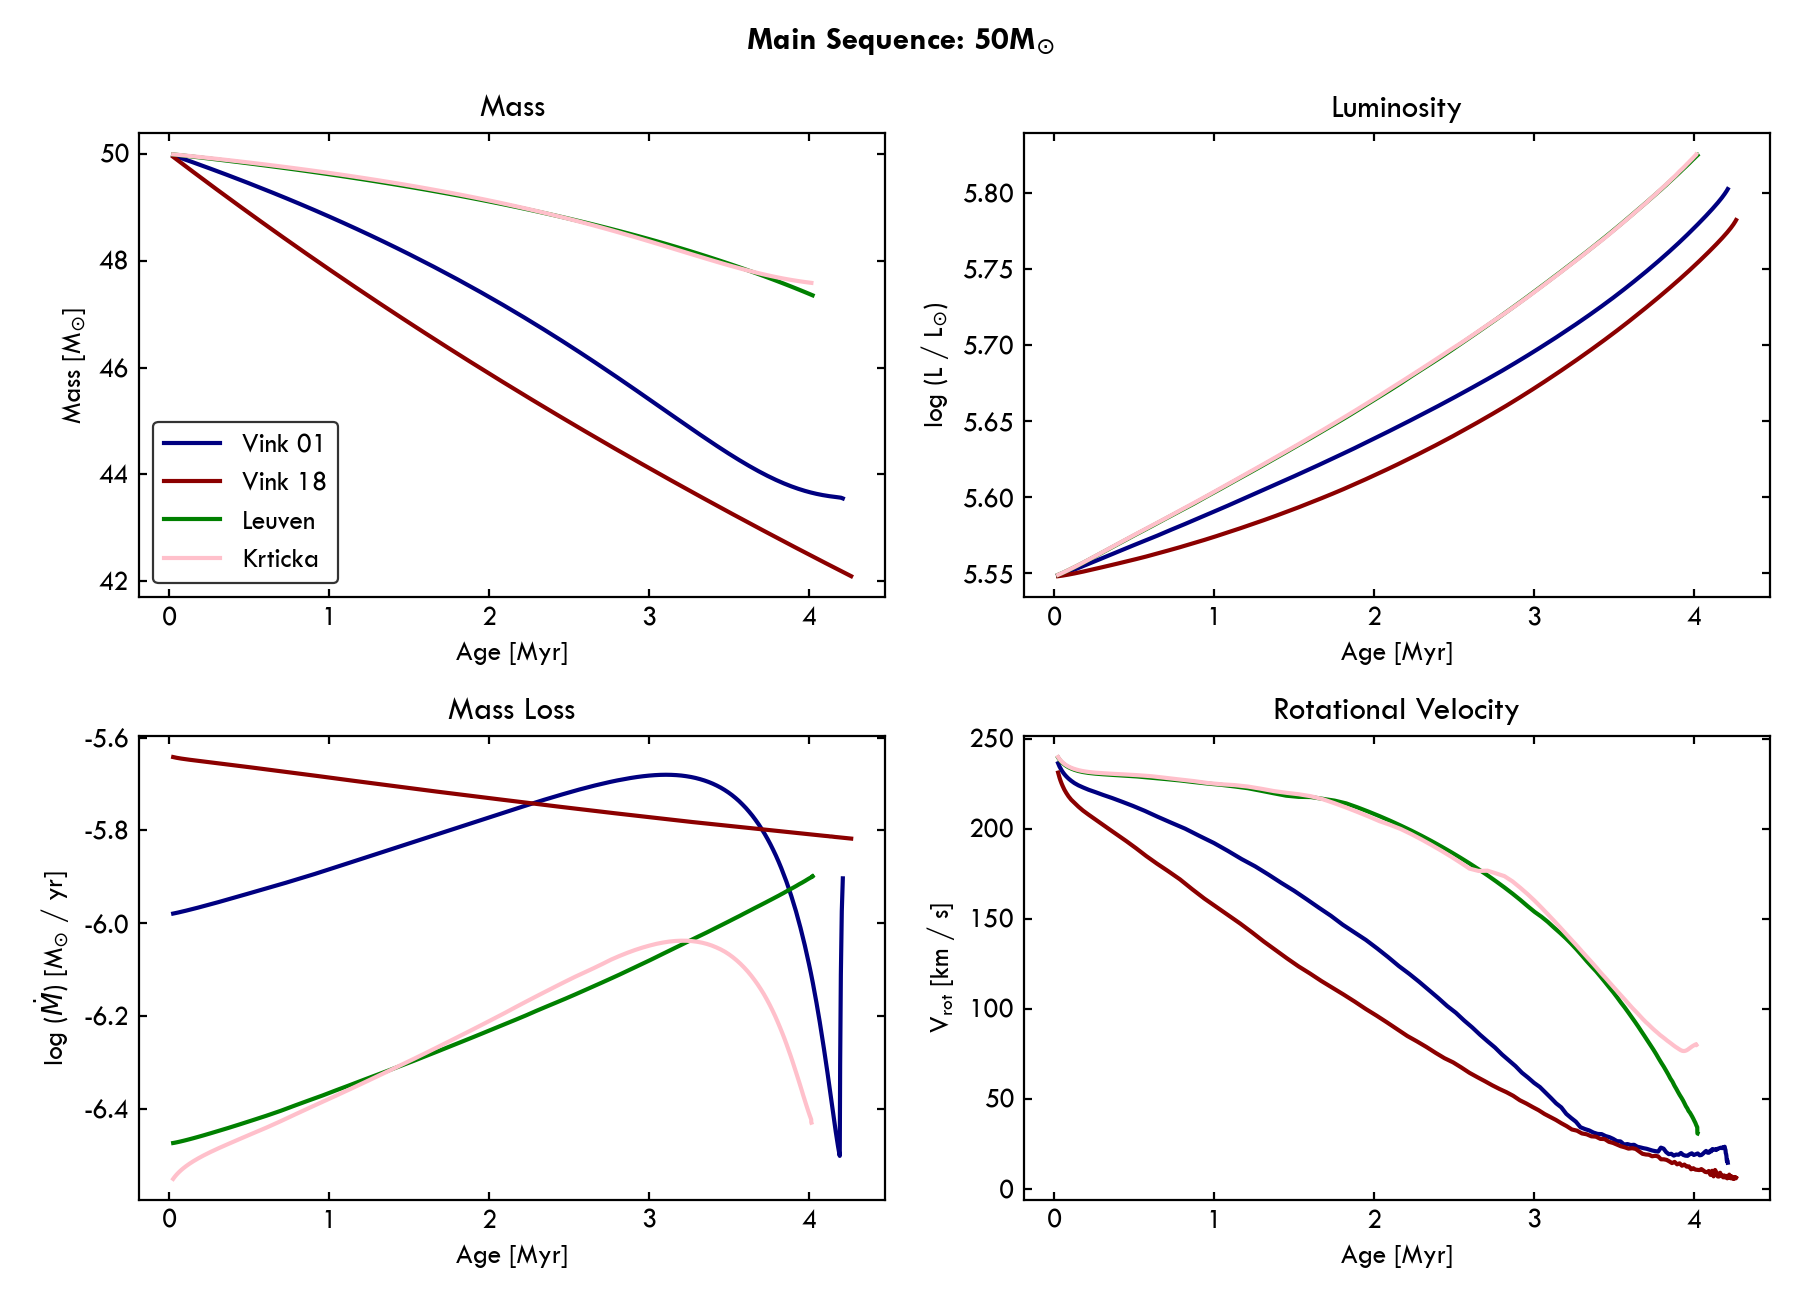 Main Sequence: 50M☉
Mass
50
48
46
44
42
Mass [M☉]
Vink 01
Vink 18
Leuven
Krticka
0 1 2 3 4
Age [Myr]
Luminosity
5.80
5.75
5.70
5.65
5.60
5.55
log (L / L☉)
0 1 2 3 4
Age [Myr]
Mass Loss
-5.6
-5.8
-6.0
-6.2
-6.4
log (Ṁ) [M☉ / yr]
0 1 2 3 4
Age [Myr]
Rotational Velocity
250
200
150
100
50
0
Vrot [km / s]
0 1 2 3 4
Age [Myr]